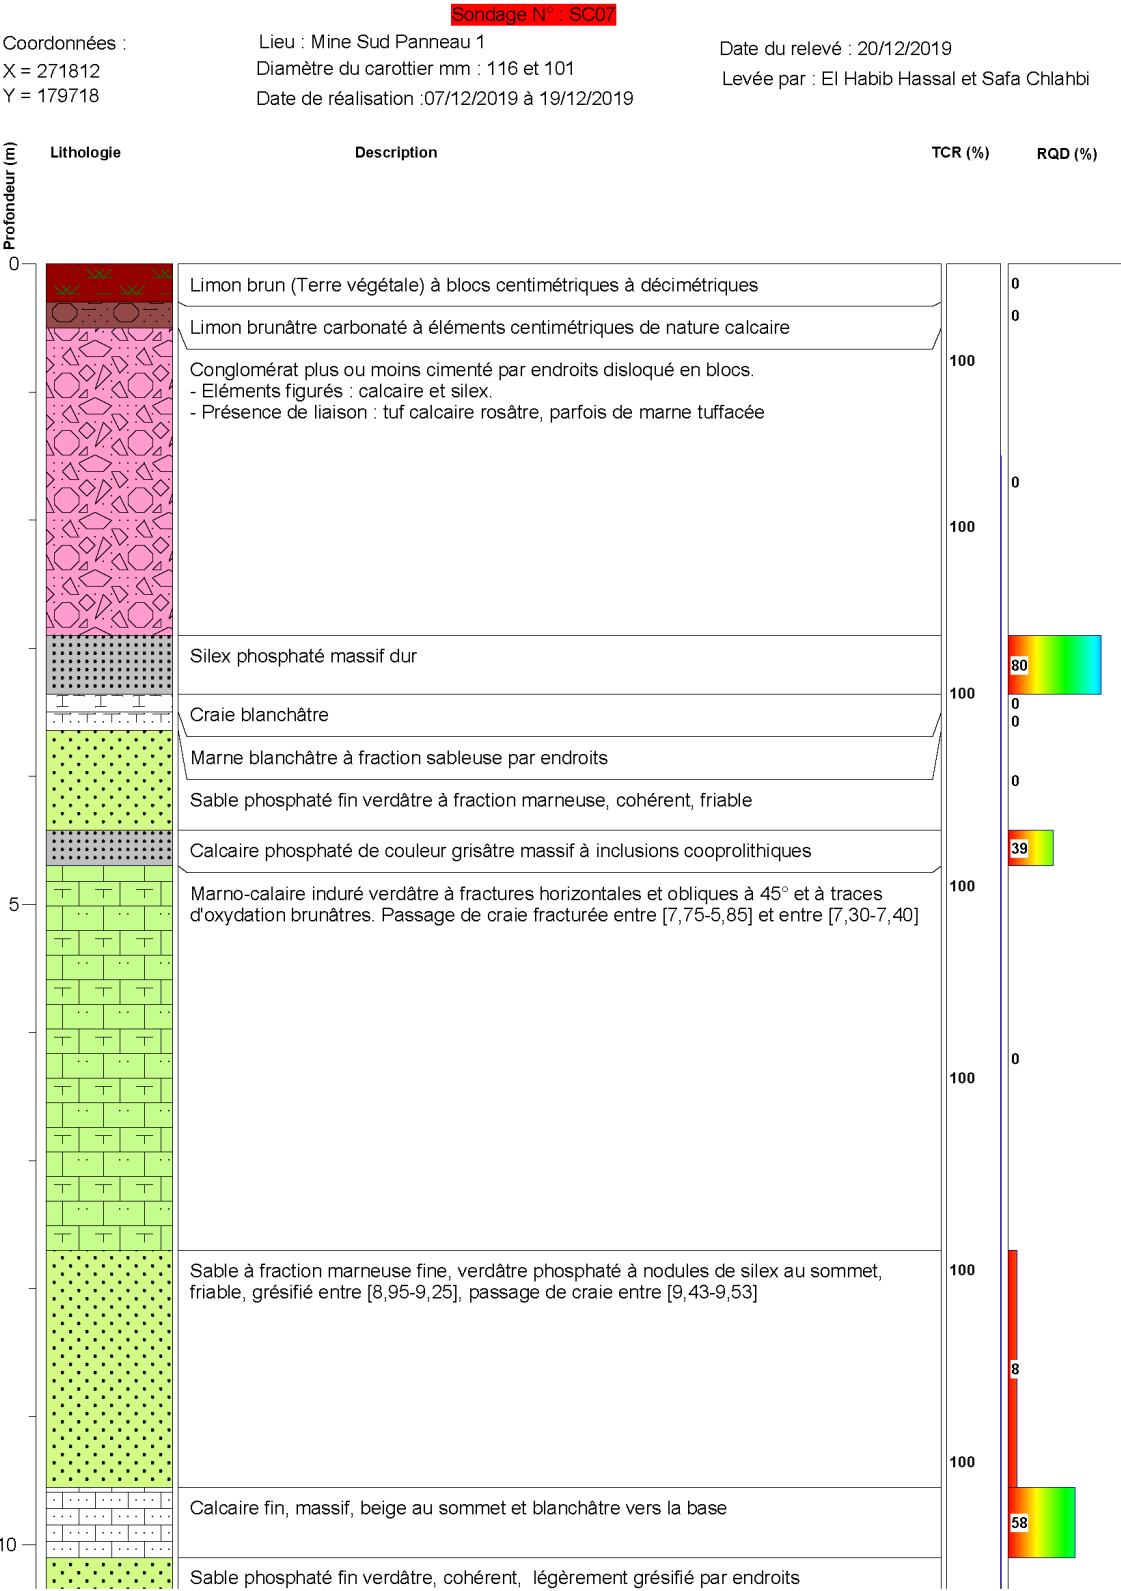 Sondage N° : SC07
Coordonnées :
X = 271812
Y = 179718
Lieu : Mine Sud Panneau 1
Diamètre du carottier mm : 116 et 101
Date de réalisation :07/12/2019 à 19/12/2019
Date du relevé : 20/12/2019
Levée par : El Habib Hassal et Safa Chlahbi
Profondeur (m)
Lithologie
Description
TCR (%)
RQD (%)
0
Limon brun (Terre végétale) à blocs centimétriques à décimétriques
0
Limon brunâtre carbonaté à éléments centimétriques de nature calcaire
0
Conglomérat plus ou moins cimenté par endroits disloqué en blocs.
- Eléments figurés : calcaire et silex.
- Présence de liaison : tuf calcaire rosâtre, parfois de marne tuffacée
100
0
100
Silex phosphaté massif dur
80
100
Craie blanchâtre
0
0
Marne blanchâtre à fraction sableuse par endroits
Sable phosphaté fin verdâtre à fraction marneuse, cohérent, friable
0
Calcaire phosphaté de couleur grisâtre massif à inclusions cooprolithiques
39
100
5
Marno-calaire induré verdâtre à fractures horizontales et obliques à 45° et à traces
d'oxydation brunâtres. Passage de craie fracturée entre [7,75-5,85] et entre [7,30-7,40]
0
100
Sable à fraction marneuse fine, verdâtre phosphaté à nodules de silex au sommet,
friable, grésifié entre [8,95-9,25], passage de craie entre [9,43-9,53]
100
8
100
Calcaire fin, massif, beige au sommet et blanchâtre vers la base
58
10
Sable phosphaté fin verdâtre, cohérent, légèrement grésifié par endroits